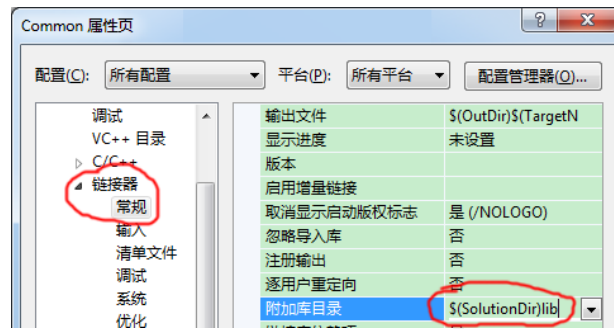 Common 属性页
配置(C): 所有配置 平台(P): 所有平台 配置管理器(O)...
调试
VC++ 目录
C/C++
链接器
常规
输入
清单文件
调试
系统
优化
输出文件 $(OutDir)$(TargetN
显示进度 未设置
版本
启用增量链接
取消显示启动版权标志 是 (/NOLOGO)
忽略导入库 否
注册输出 否
逐用户重定向 否
附加库目录 $(SolutionDir)lib